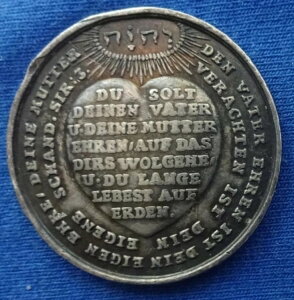 יהוה
DU SOLT
DEINEN VATER
U. DEINE MUTTER
EHREN, AUF DAS
DIRS WOLGEHE,
U. DU LANGE
LEBEST AUF
ERDEN.
DEN VATER EHREN, IST DEIN EIGEN EHRE, DEINE MUTTER
VERACHTEN IST DEIN EIGENE SCHAND. SIR. 3.